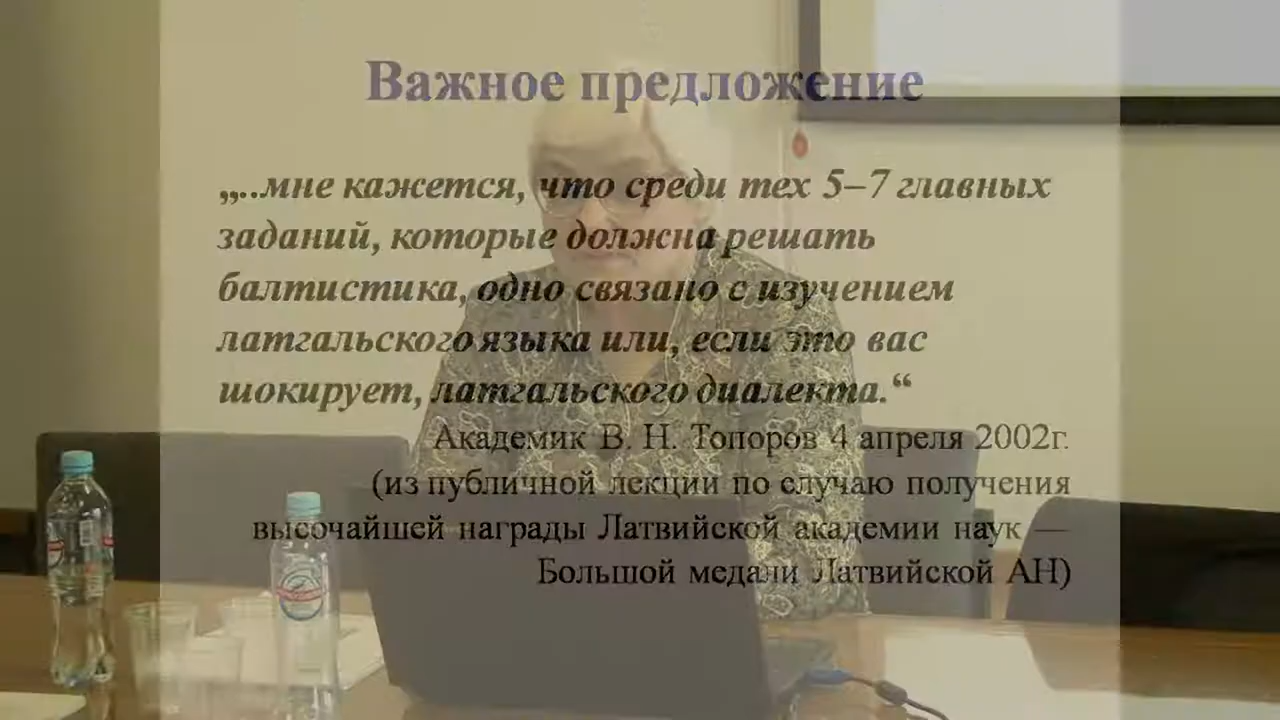 Важное предложение
„...мне кажется, что среди тех 5–7 главных
заданий, которые должна решать
балтистика, одно связано с изучением
латгальского языка или, если это вас
шокирует, латгальского диалекта.“
Академик В. Н. Топоров 4 апреля 2002г.
(из публичной лекции по случаю получения
высочайшей награды Латвийской академии наук —
Большой медали Латвийской АН)